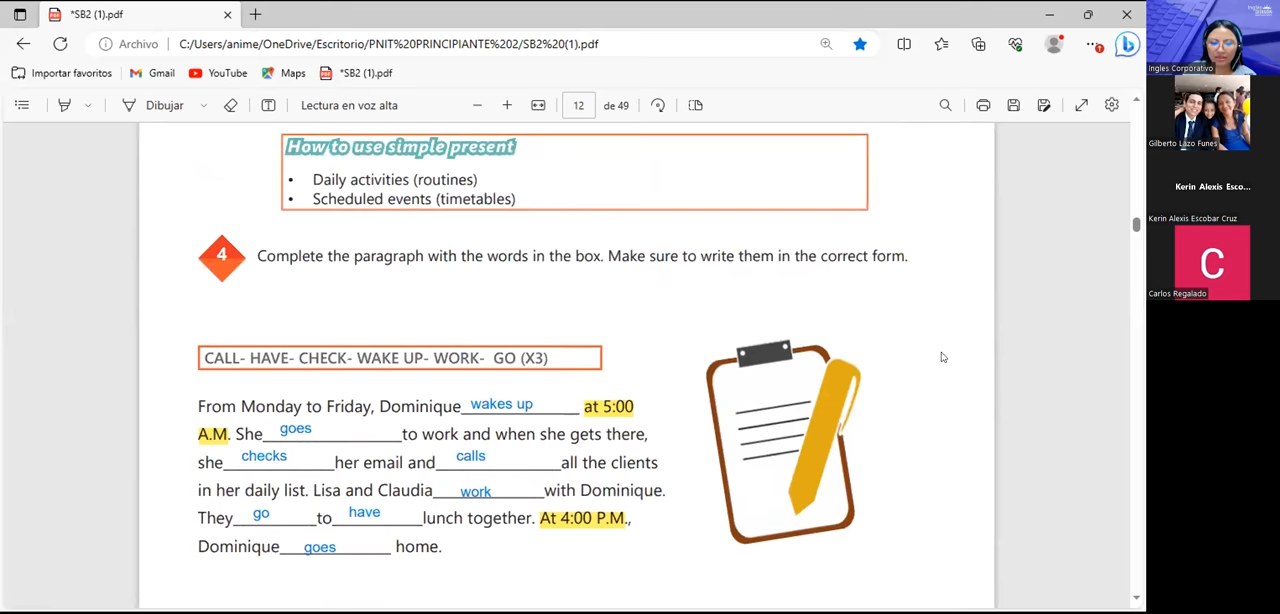 *SB2 (1).pdf
Archivo C:/Users/anime/OneDrive/Escritorio/PNIT%20PRINCIPIANTE%202/SB2%20(1).pdf
Importar favoritos Gmail YouTube Maps *SB2 (1).pdf
Dibujar Lectura en voz alta 12 de 49
How to use simple present
• Daily activities (routines)
• Scheduled events (timetables)
4 Complete the paragraph with the words in the box. Make sure to write them in the correct form.
CALL- HAVE- CHECK- WAKE UP- WORK- GO (X3)
From Monday to Friday, Dominique wakes up at 5:00
A.M. She goes to work and when she gets there,
she checks her email and calls all the clients
in her daily list. Lisa and Claudia work with Dominique.
They go to have lunch together. At 4:00 P.M.,
Dominique goes home.
Ingles Corporativo
Gilberto Lazo Funes
Kerin Alexis Esco...
Kerin Alexis Escobar Cruz
C
Carlos Regalado